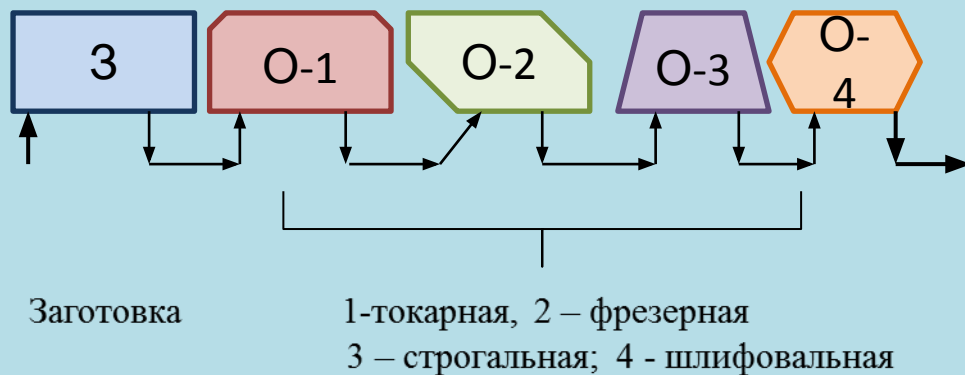 З О-1 О-2 О-3 О-
4
Заготовка 1-токарная, 2 – фрезерная
3 – строгальная; 4 - шлифовальная